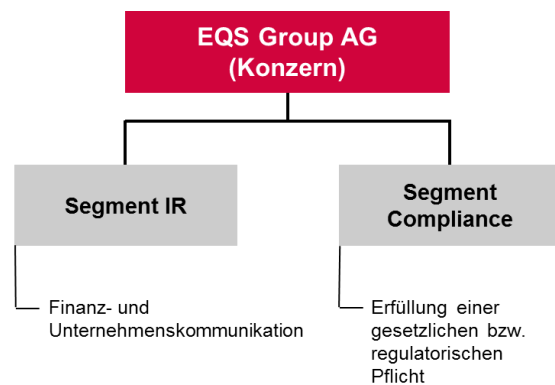 EQS Group AG
(Konzern)
Segment IR
Segment
Compliance
Finanz- und
Unternehmenskommunikation
Erfüllung einer
gesetzlichen bzw.
regulatorischen
Pflicht